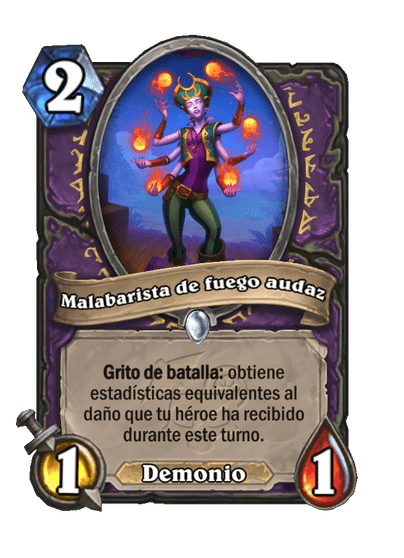 2
Malabarista de fuego audaz
Grito de batalla: obtiene
estadísticas equivalentes al
daño que tu héroe ha recibido
durante este turno.
1
Demonio
1